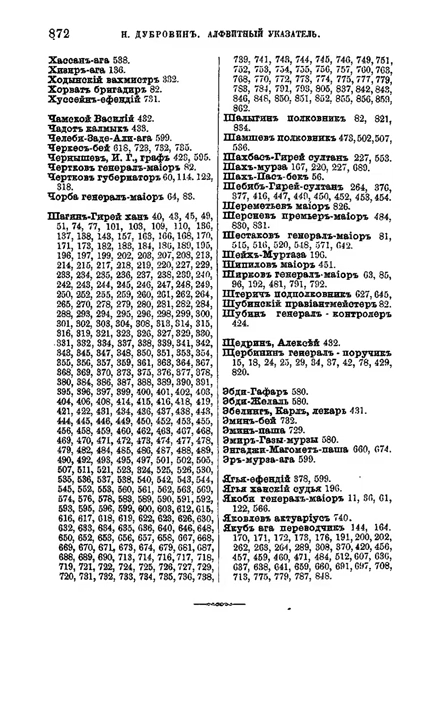 872 Н. ДУБРОВИНЪ. АЛФВИТНЫЙ УКАЗАТЕЛЬ.
Хассанъ-ага 538.
Хизиръ-ага 136.
Ходынскій вахмистръ 332.
Хорватъ бригадиръ 82.
Хуссейнъ-ефендій 731.
Чамской Василій 432.
Чадотъ калмыкъ 433.
Челеби-Заде-Али-ага 599.
Черкесъ-бей 618, 723, 732, 735.
Чернышевъ, И. Г., графъ 423, 595.
Чертковъ генералъ-маіоръ 82.
Чертковъ губернаторъ 60, 114, 122,
318.
Чорба генералъ-маіоръ 64, 83.
Шагинъ-Гирей ханъ 40, 43, 45, 49,
51, 74, 77, 101, 103, 109, 110, 136,
137, 138, 143, 157, 163, 166, 168, 170,
171, 173, 182, 183, 184, 186, 189, 195,
196, 197, 199, 202, 203, 207, 208, 213,
214, 215, 217, 218, 219, 220, 227, 229,
233, 234, 235, 236, 237, 238, 239, 240,
242, 243, 244, 245, 246, 247, 248, 249,
250, 252, 255, 259, 260, 261, 262, 264,
265, 270, 278, 279, 280, 281, 282, 284,
288, 293, 294, 295, 296, 298, 299, 300,
301, 302, 303, 304, 308, 313, 314, 315,
316, 319, 321, 323, 326, 327, 329, 330,
331, 332, 334, 337, 338, 339, 341, 342,
343, 345, 347, 348, 350, 351, 353, 354,
355, 356, 357, 359, 361, 363, 364, 367,
368, 369, 370, 373, 375, 376, 377, 378,
380, 384, 386, 387, 388, 389, 390, 391,
395, 396, 397, 399, 400, 401, 402, 403,
404, 406, 408, 414, 415, 416, 418, 419,
421, 422, 431, 434, 436, 437, 438, 443,
444, 445, 448, 449, 450, 452, 453, 455,
456, 458, 459, 460, 462, 463, 467, 468,
469, 470, 471, 472, 473, 474, 477, 478,
479, 482, 484, 485, 486, 487, 488, 489,
490, 492, 493, 495, 497, 501, 502, 505,
507, 511, 521, 523, 324, 525, 526, 530,
535, 536, 537, 538, 540, 542, 543, 544,
545, 552, 553, 560, 561, 562, 563, 569,
574, 576, 578, 583, 589, 590, 591, 592,
593, 595, 596, 599, 600, 603, 612, 615,
616, 617, 618, 619, 622, 623, 626, 630,
632, 633, 634, 635, 636, 640, 646, 648,
650, 652, 653, 656, 657, 658, 667, 668,
669, 670, 671, 673, 674, 679, 681, 687,
688, 689, 690, 713, 714, 716, 717, 718,
719, 721, 722, 724, 725, 726, 727, 729,
720, 731, 732, 733, 734, 735, 736, 738,
739, 741, 743, 744, 745, 746, 749, 751,
752, 753, 754, 755, 756, 757, 760, 763,
768, 770, 772, 773, 774, 775, 777, 779,
783, 784, 791, 793, 805, 837, 842, 843,
846, 848, 850, 851, 852, 855, 856, 859,
862.
Шалыгинъ полковникъ 82, 821,
834.
Шамшевъ полковникъ 473, 502, 507,
536.
Шахбасъ-Гирей султанъ 227, 553.
Шахъ-мурза 167, 220, 227, 689.
Шахъ-Пасъ-бекъ 56.
Шебибъ-Гирей-султанъ 264, 376,
377, 416, 447, 449, 450, 452, 453, 454.
Шереметьевъ маіоръ 826.
Шерсневъ премьеръ-маіоръ 484,
830, 831.
Шестаковъ генералъ-маіоръ 81,
515, 516, 520, 548, 571, 642.
Шейхъ-Муртаза 196.
Шипиловъ маіоръ 451.
Ширковъ генералъ-маіоръ 63, 85,
96, 192, 481, 791, 792.
Штеричъ подполковникъ 627, 645,
Шубинскій правіантмейстеръ 82.
Шубинъ генералъ - контролеръ
424.
Щедринъ, Алексѣй 432.
Щербининъ генералъ - поручикъ
15, 18, 24, 25, 29, 34, 37, 42, 78, 429,
820.
Эбди-Гафаръ 580.
Эбди-Желаль 580.
Эбелингъ, Карлъ, лекарь 431.
Эминъ-бей 732.
Эминъ-паша 729.
Эмиръ-Газы-мурзы 580.
Энгаджи-Магометъ-паша 660, 674.
Эръ-мурза-ага 599.
Ягья-ефендій 378, 599.
Ягья ханскій судья 196.
Якоби генералъ-маіоръ 11, 36, 61,
122, 566.
Яковлевъ актуаріусъ 740.
Якубъ ага переводчикъ 144, 164.
170, 171, 172, 173, 176, 191, 200, 202,
262, 263, 264, 289, 308, 370, 420, 456,
457, 459, 460, 471, 484, 512, 607, 636,
637, 638, 641, 659, 660, 691, 697, 708,
713, 775, 779, 787, 848.